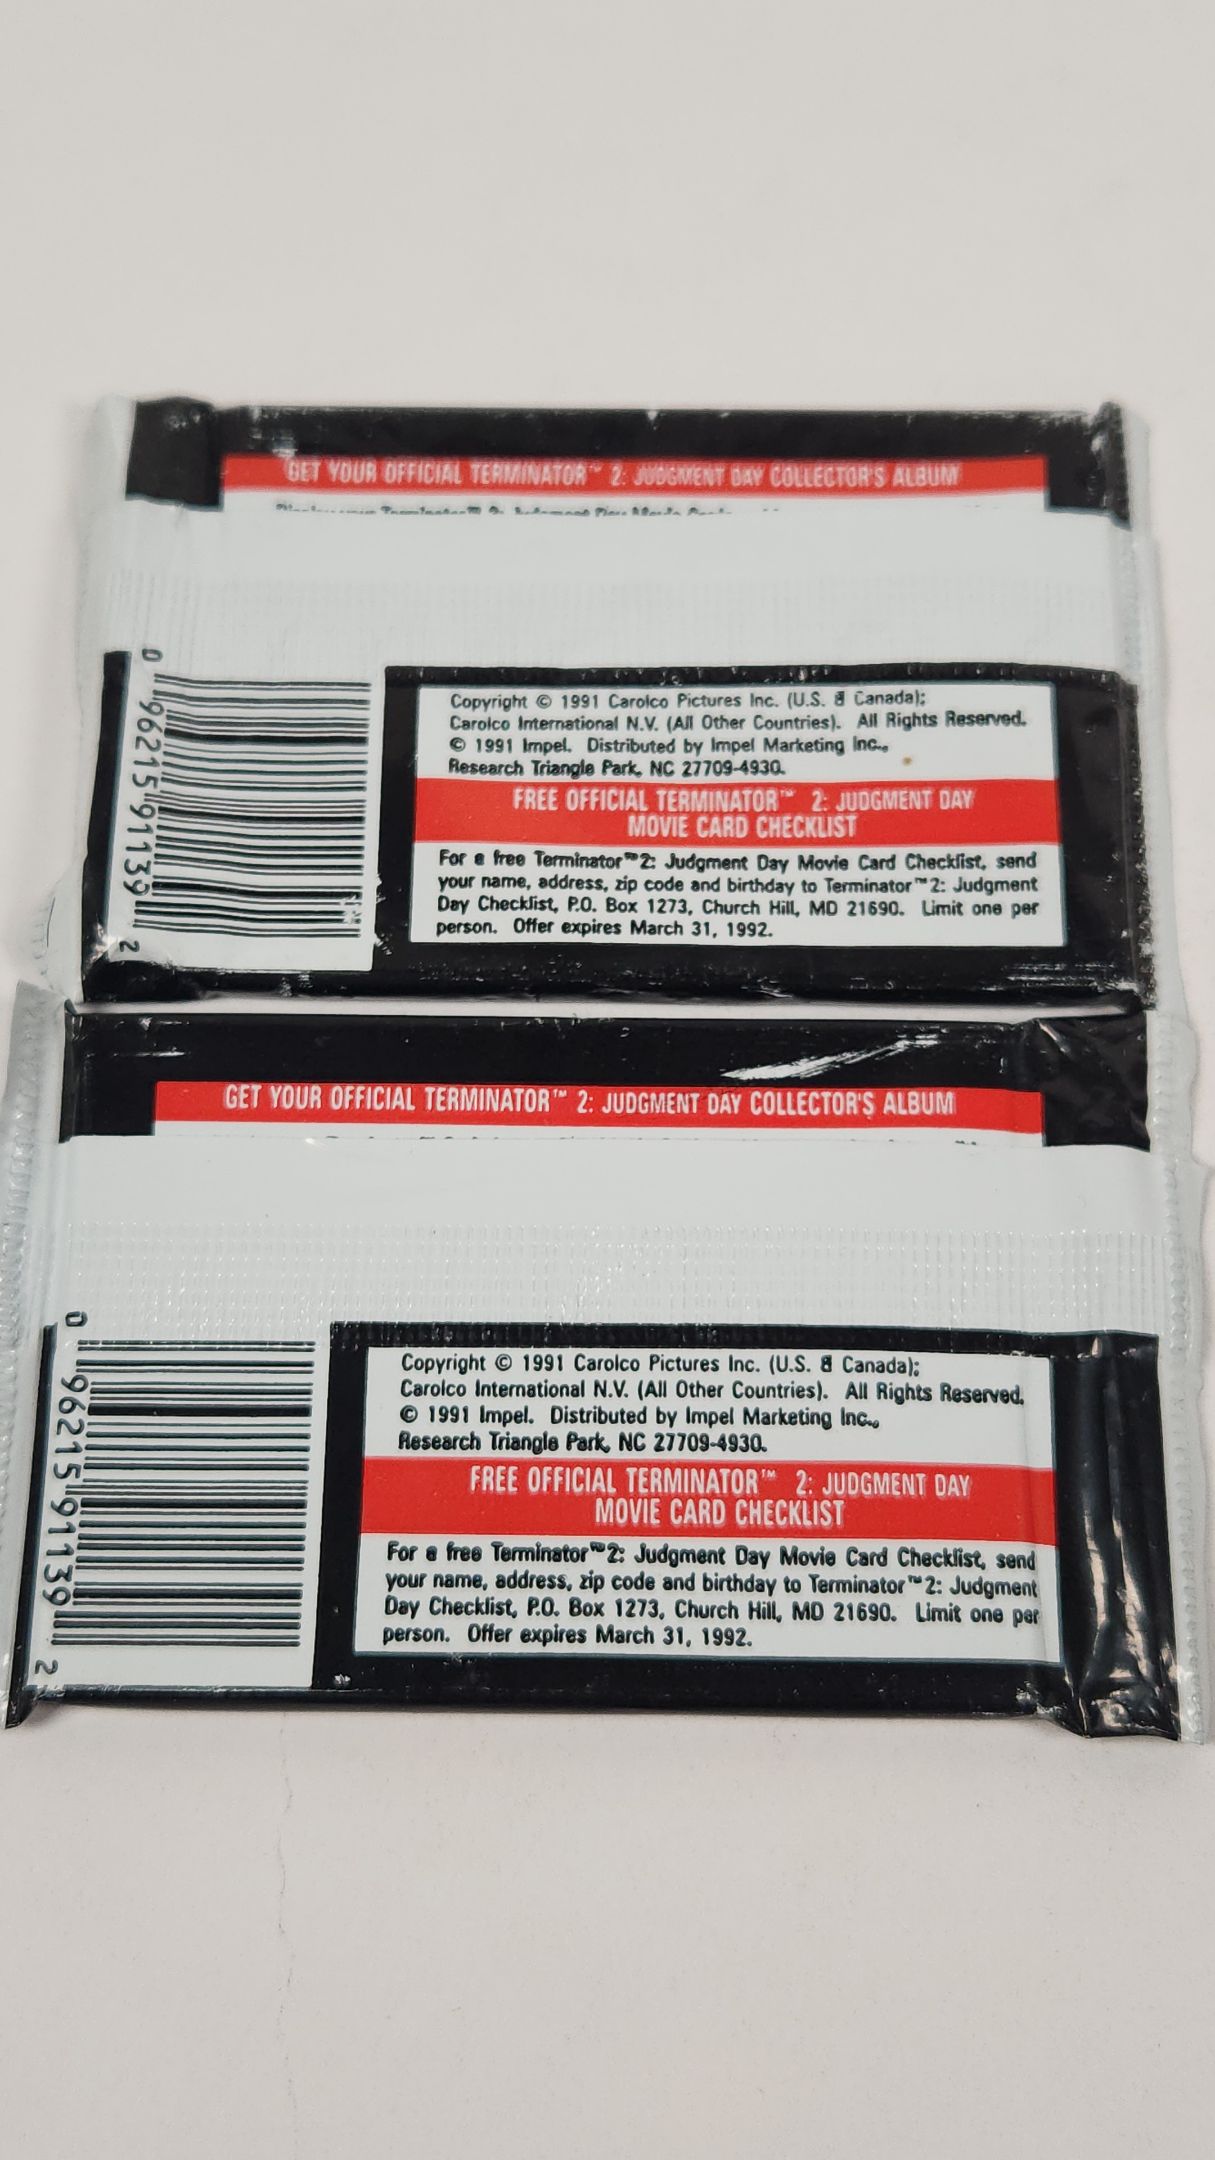 GET YOUR OFFICIAL TERMINATOR™ 2: JUDGMENT DAY COLLECTOR'S ALBUM
0 96215 91139 2
Copyright © 1991 Carolco Pictures Inc. (U.S. & Canada);
Carolco International N.V. (All Other Countries). All Rights Reserved.
© 1991 Impel. Distributed by Impel Marketing Inc.,
Research Triangle Park, NC 27709-4930.
FREE OFFICIAL TERMINATOR™ 2: JUDGMENT DAY
MOVIE CARD CHECKLIST
For a free Terminator™2: Judgment Day Movie Card Checklist, send
your name, address, zip code and birthday to Terminator™2: Judgment
Day Checklist, P.O. Box 1273, Church Hill, MD 21690. Limit one per
person. Offer expires March 31, 1992.
GET YOUR OFFICIAL TERMINATOR™ 2: JUDGMENT DAY COLLECTOR'S ALBUM
0 96215 91139 2
Copyright © 1991 Carolco Pictures Inc. (U.S. & Canada);
Carolco International N.V. (All Other Countries). All Rights Reserved.
© 1991 Impel. Distributed by Impel Marketing Inc.,
Research Triangle Park, NC 27709-4930.
FREE OFFICIAL TERMINATOR™ 2: JUDGMENT DAY
MOVIE CARD CHECKLIST
For a free Terminator™2: Judgment Day Movie Card Checklist, send
your name, address, zip code and birthday to Terminator™2: Judgment
Day Checklist, P.O. Box 1273, Church Hill, MD 21690. Limit one per
person. Offer expires March 31, 1992.